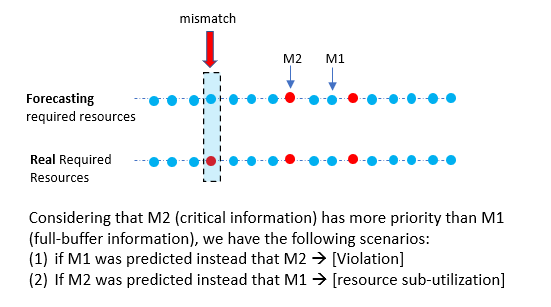 mismatch
M2 M1
Forecasting
required resources
Real Required
Resources
Considering that M2 (critical information) has more priority than M1
(full-buffer information), we have the following scenarios:
(1) if M1 was predicted instead that M2 → [Violation]
(2) If M2 was predicted instead that M1 → [resource sub-utilization]